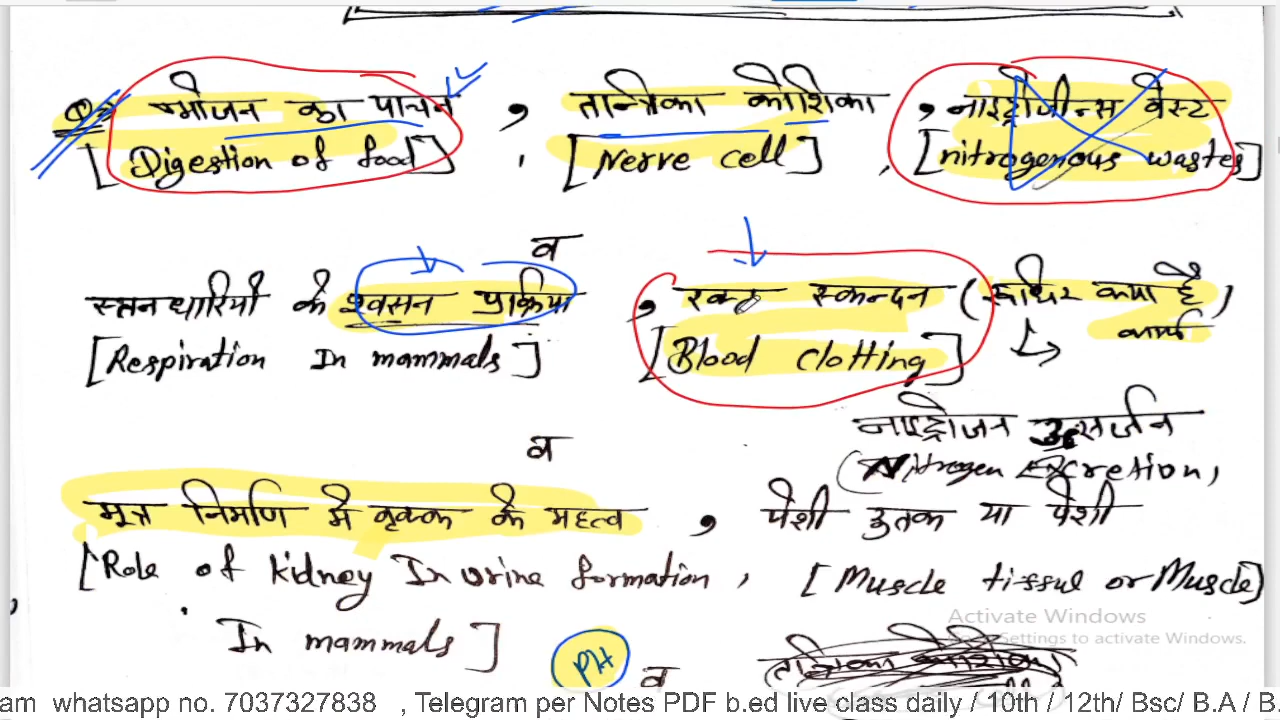 भोजन का पाचन , तान्त्रिका कोशिका , नाइट्रोजीन्स वेस्ट
[Digestion of food] , [Nerve cell] , [nitrogenous wastes]
व
स्तनधारियों के श्वसन प्रक्रिया , रक्त स्कन्दन (रूधिर क्या है)
कार्य
[Respiration In mammals] [Blood clotting]
नाइट्रोजन उत्सर्जन
(Nitrogen Excretion,
व
मूत्र निर्माण में वृक्क के महत्व , पेशी ऊतक या पेशी
[Role of kidney In urine formation , [Muscle tissue or Muscle]
In mammals]
Activate Windows
Go to Settings to activate Windows.
PH
व
am whatsapp no. 7037327838 , Telegram per Notes PDF b.ed live class daily / 10th / 12th/ Bsc/ B.A / B.